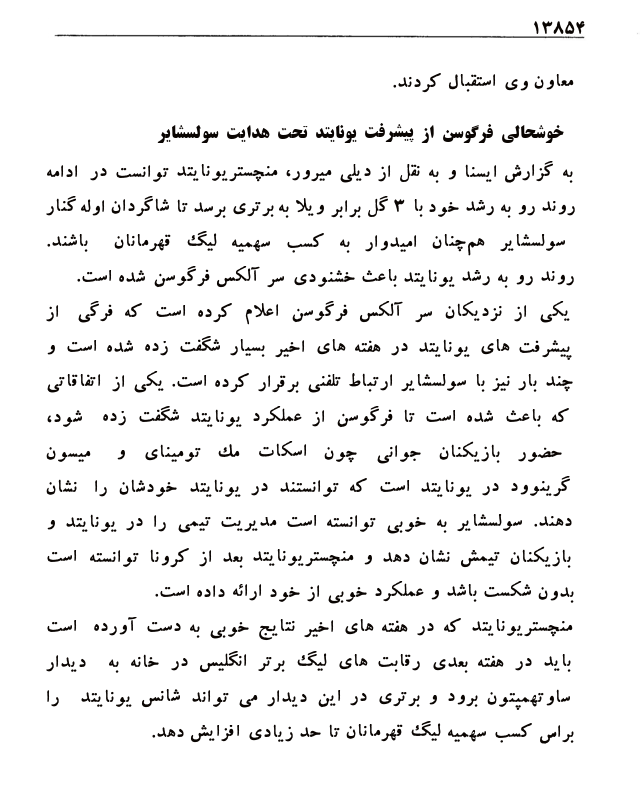 ۱۳۸۵۴
معاون وی استقبال کردند.
خوشحالی فرگوسن از پیشرفت یونایتد تحت هدایت سولسشایر
به گزارش ایسنا و به نقل از دیلی میرور، منچستریونایتد توانست در ادامه
روند رو به رشد خود با ۳ گل برابر ویلا به برتری برسد تا شاگردان اوله گنار
سولسشایر هم‌چنان امیدوار به کسب سهمیه لیگ قهرمانان باشند.
روند رو به رشد یونایتد باعث خشنودی سر آلکس فرگوسن شده است.
یکی از نزدیکان سر آلکس فرگوسن اعلام کرده است که فرگی از
پیشرفت های یونایتد در هفته های اخیر بسیار شگفت زده شده است و
چند بار نیز با سولسشایر ارتباط تلفنی برقرار کرده است. یکی از اتفاقاتی
که باعث شده است تا فرگوسن از عملکرد یونایتد شگفت زده شود،
حضور بازیکنان جوانی چون اسکات مک تومینای و میسون
گرینوود در یونایتد است که توانستند در یونایتد خودشان را نشان
دهند. سولسشایر به خوبی توانسته است مدیریت تیمی را در یونایتد و
بازیکنان تیمش نشان دهد و منچستریونایتد بعد از کرونا توانسته است
بدون شکست باشد و عملکرد خوبی از خود ارائه داده است.
منچستریونایتد که در هفته های اخیر نتایج خوبی به دست آورده است
باید در هفته بعدی رقابت های لیگ برتر انگلیس در خانه به دیدار
ساوتهمپتون برود و برتری در این دیدار می تواند شانس یونایتد را
براس کسب سهمیه لیگ قهرمانان تا حد زیادی افزایش دهد.